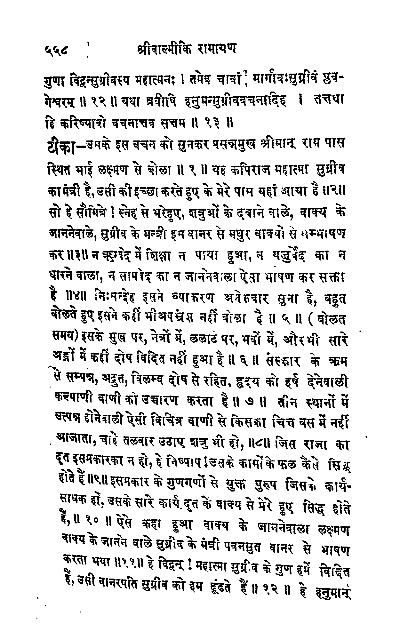 ५५८ श्रीवाल्मीकि रामायण
गुणा विद्वन्सुग्रीवस्य महात्मनः। तमेव चावां मार्गावःसुग्रीवं प्लव-
गेश्वरम् ॥ १२ ॥ यथा ब्रवीषि हनुमन्सुग्रीववचनादिह । तत्तथा
हि करिष्यावो वचनात्तव सत्तम ॥ १३ ॥
टीका–उसके इस वचन को सुनकर प्रसन्नमुख श्रीमान् राम पास
स्थित भाई लक्ष्मण से बोला ॥ १ ॥ यह कपिराज महात्मा सुग्रीव
का मंत्री है, उसी की इच्छा करते हुए के मेरे पास यहां आया है ॥२॥
सो हे सौमित्रे ! स्नेह से भरेहुए, शत्रुओं के दबाने वाले, वाक्य के
जाननेवाले, सुग्रीव के मन्त्री इस वानर से मधुर वाक्यों से सम्भाषण
कर ॥३॥ न ऋग्वेद में शिक्षा न पाया हुआ, न यजुर्वेद का न
धारने वाला, न सामवेद का न जाननेवाला ऐसा भाषण कर सक्ता
है ॥४॥ निःसन्देह इसने व्याकरण अनेकवार सुना है, बहुत
बोलते हुए इसने कहीं भी अपशब्द नहीं बोला है ॥ ५ ॥ ( बोलते
समय) इसके मुख पर, नेत्रों में, ललाट पर, भवों में, और भी सारे
अङ्गों में कहीं दोष विदित नहीं हुआ है ॥ ६ ॥ संस्कार के क्रम
से सम्पन्न, अद्भुत, विलम्ब दोष से रहित, हृदय को हर्ष देनेवाली
कल्याणी वाणी को उच्चारण करता है ॥ ७ ॥ तीन स्थानों में
उत्पन्न होनेवाली ऐसी विचित्र वाणी से किसका चित्त बस में नहीं
आजाता, चाहे तलवार उठाए शत्रु भी हो, ॥८॥ जिस राजा का
दूत इसप्रकारका न हो, हे निष्पाप ! उसके कार्यों के फल कैसे सिद्ध
होते हैं॥९॥ इसप्रकार के गुणगणों से युक्त पुरुष जिसके कार्य-
साधक हों, उसके सारे कार्य दूत के वाक्य से प्रेरे हुए सिद्ध होते
हैं, ॥ १० ॥ ऐसे कहा हुआ वाक्य के जाननेवाला लक्ष्मण
वाक्य के जानने वाले सुग्रीव के मंत्री पवनसुत वानर से भाषण
करता भया ॥११॥ हे विद्वन् ! महात्मा सुग्रीव के गुण हमें विदित
हैं, उसी वानरपति सुग्रीव को हम ढूंढते हैं ॥ १२ ॥ हे हनुमान्